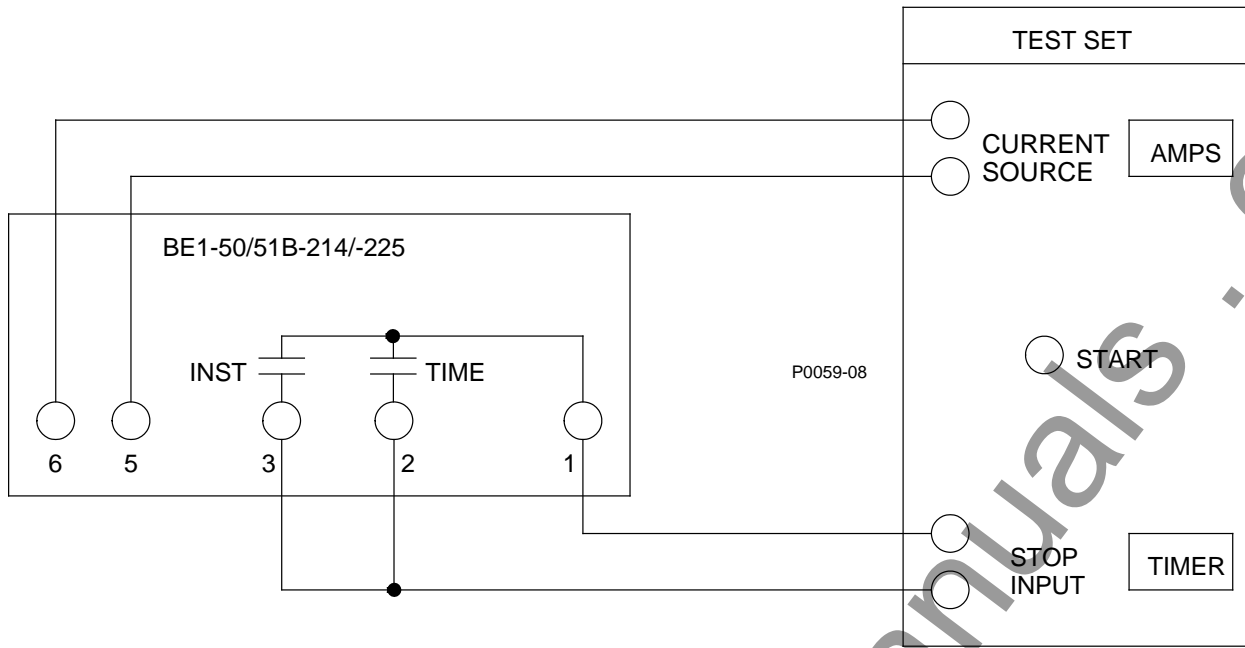 TEST SET
CURRENT
SOURCE
AMPS
BE1-50/51B-214/-225
INST
TIME
P0059-08
START
6
5
3
2
1
STOP
INPUT
TIMER
nuals .